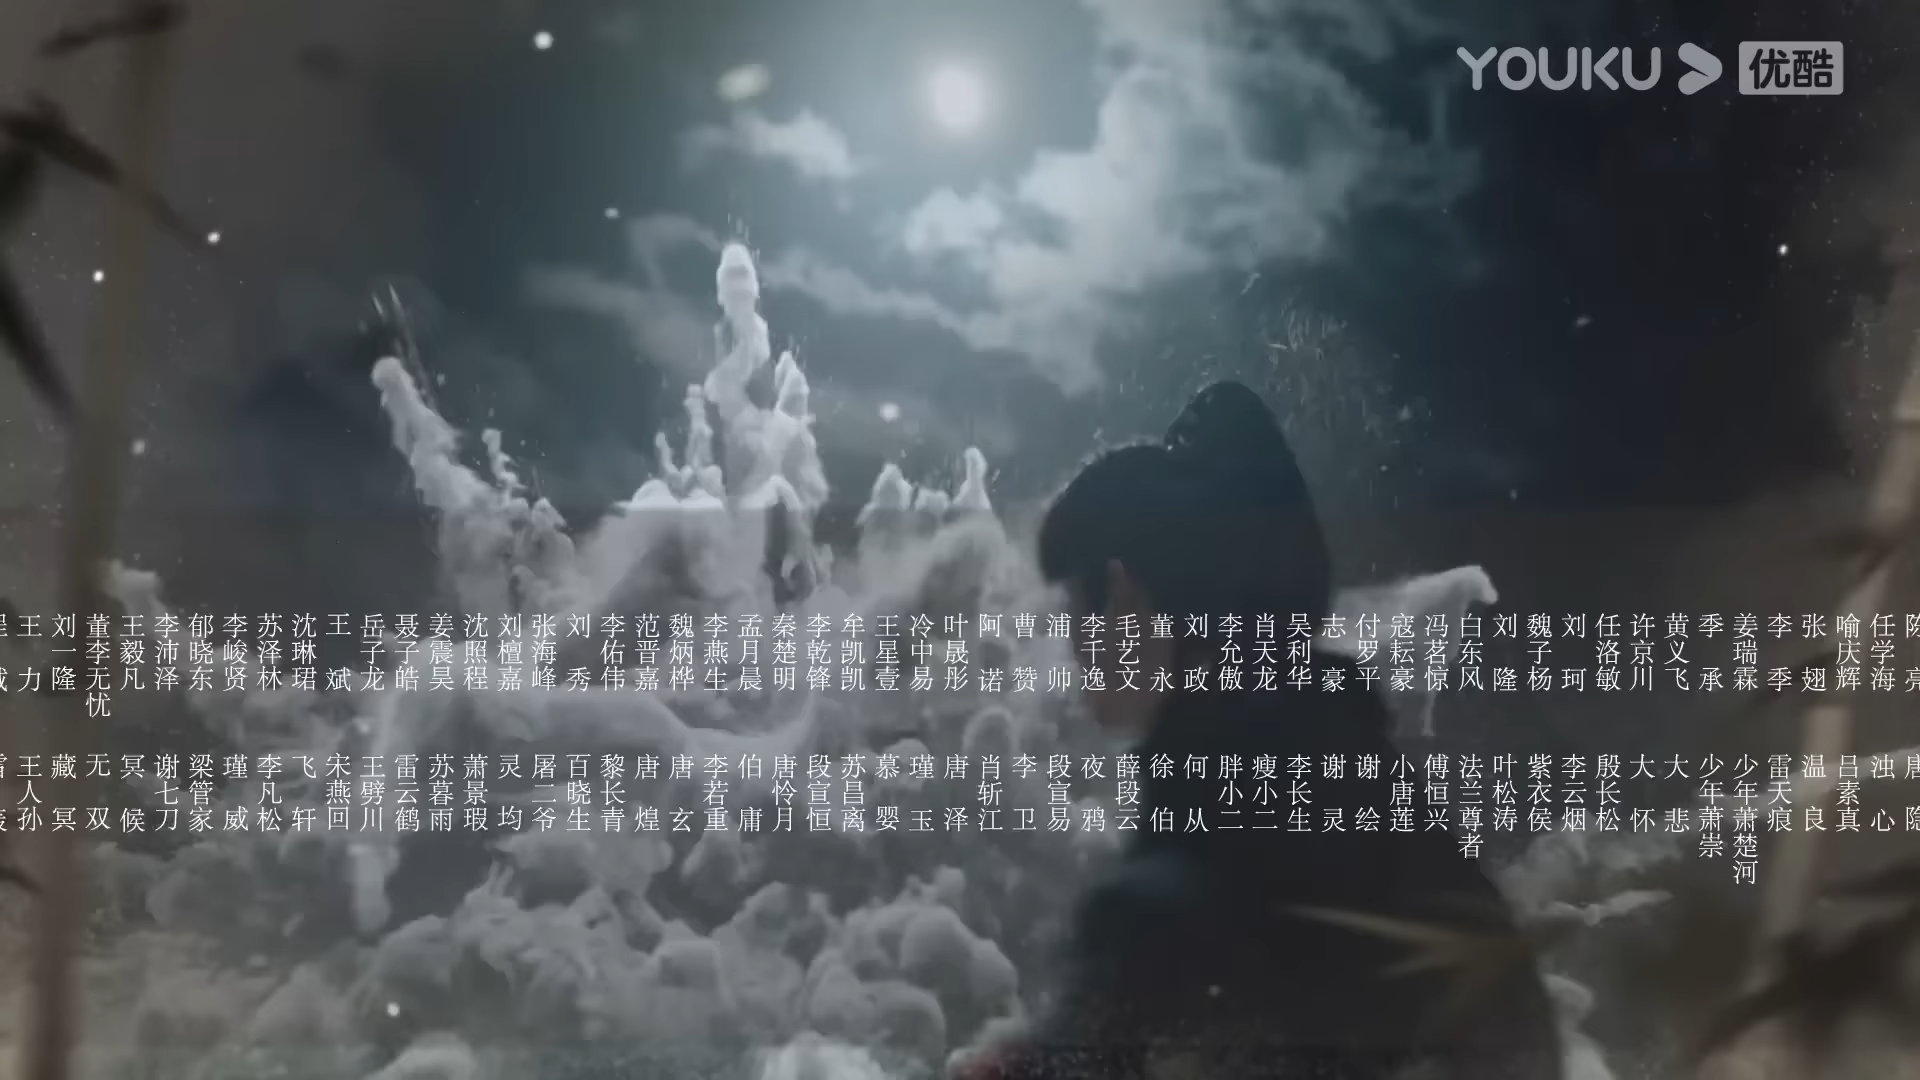 YOUKU 优酷
任学海
喻庆辉
张翅
李季
姜瑞霖
季承
黄义飞
许京川
任洛敏
刘珂
魏子杨
刘隆
白东风
冯茗惊
寇耘豪
付罗平
志豪
吴利华
肖天龙
李允傲
刘政
董永
毛艺文
李千逸
浦帅
曹赞
阿诺
叶晟彤
冷中易
王星壹
牟凯凯
李乾锋
秦楚明
孟月晨
李燕生
魏炳桦
范晋嘉
李佑伟
刘秀
张海峰
刘檀嘉
沈照程
姜震昊
聂子皓
岳子龙
王斌
沈琳珺
苏泽林
李峻贤
郁晓东
李沛泽
王毅凡
董李无忧
刘一隆
王力
浊心
吕素真
温良
雷天痕
少年萧楚河
少年萧崇
大悲
大怀
殷长松
李云烟
紫衣侯
叶松涛
法兰尊者
傅恒兴
小唐莲
谢绘
谢灵
李长生
瘦小二
胖小二
何从
徐伯
薛段云
夜鸦
段宣易
李卫
肖斩江
唐泽
瑾玉
慕婴
苏昌离
段宣恒
唐怜月
伯庸
李若重
唐玄
唐煌
黎长青
百晓生
屠二爷
灵均
萧景瑕
苏暮雨
雷云鹤
王劈川
宋燕回
飞轩
李凡松
瑾威
梁管家
谢七刀
冥候
无双
藏冥
王人孙